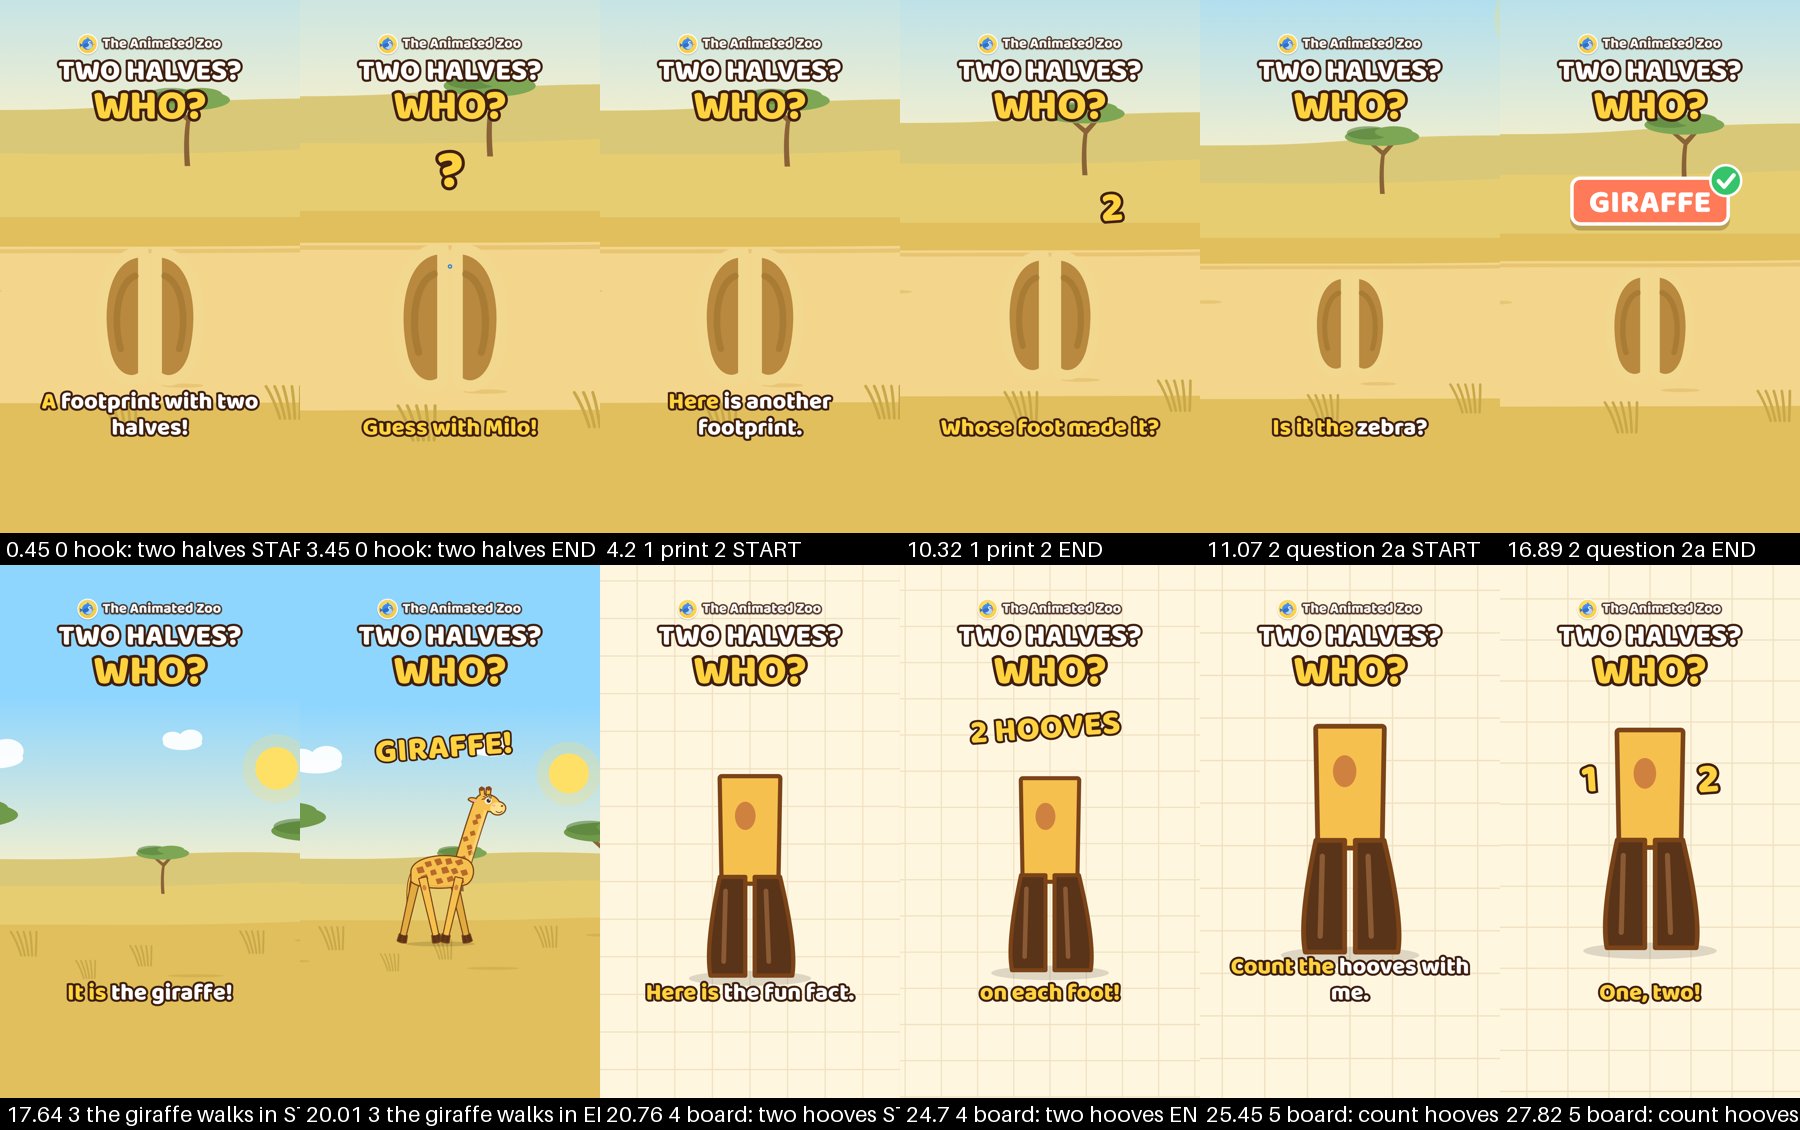 The Animated Zoo
TWO HALVES?
WHO?
A footprint with two
halves!
0.45 0 hook: two halves STAR
The Animated Zoo
TWO HALVES?
WHO?
?
Guess with Milo!
3.45 0 hook: two halves END
The Animated Zoo
TWO HALVES?
WHO?
Here is another
footprint.
4.2 1 print 2 START
The Animated Zoo
TWO HALVES?
WHO?
2
Whose foot made it?
10.32 1 print 2 END
The Animated Zoo
TWO HALVES?
WHO?
Is it the zebra?
11.07 2 question 2a START
The Animated Zoo
TWO HALVES?
WHO?
GIRAFFE
16.89 2 question 2a END
The Animated Zoo
TWO HALVES?
WHO?
It is the giraffe!
17.64 3 the giraffe walks in S
The Animated Zoo
TWO HALVES?
WHO?
GIRAFFE!
20.01 3 the giraffe walks in E
The Animated Zoo
TWO HALVES?
WHO?
Here is the fun fact.
20.76 4 board: two hooves S
The Animated Zoo
TWO HALVES?
WHO?
2 HOOVES
on each foot!
24.7 4 board: two hooves EN
The Animated Zoo
TWO HALVES?
WHO?
Count the hooves with
me.
25.45 5 board: count hooves
The Animated Zoo
TWO HALVES?
WHO?
1 2
One, two!
27.82 5 board: count hooves